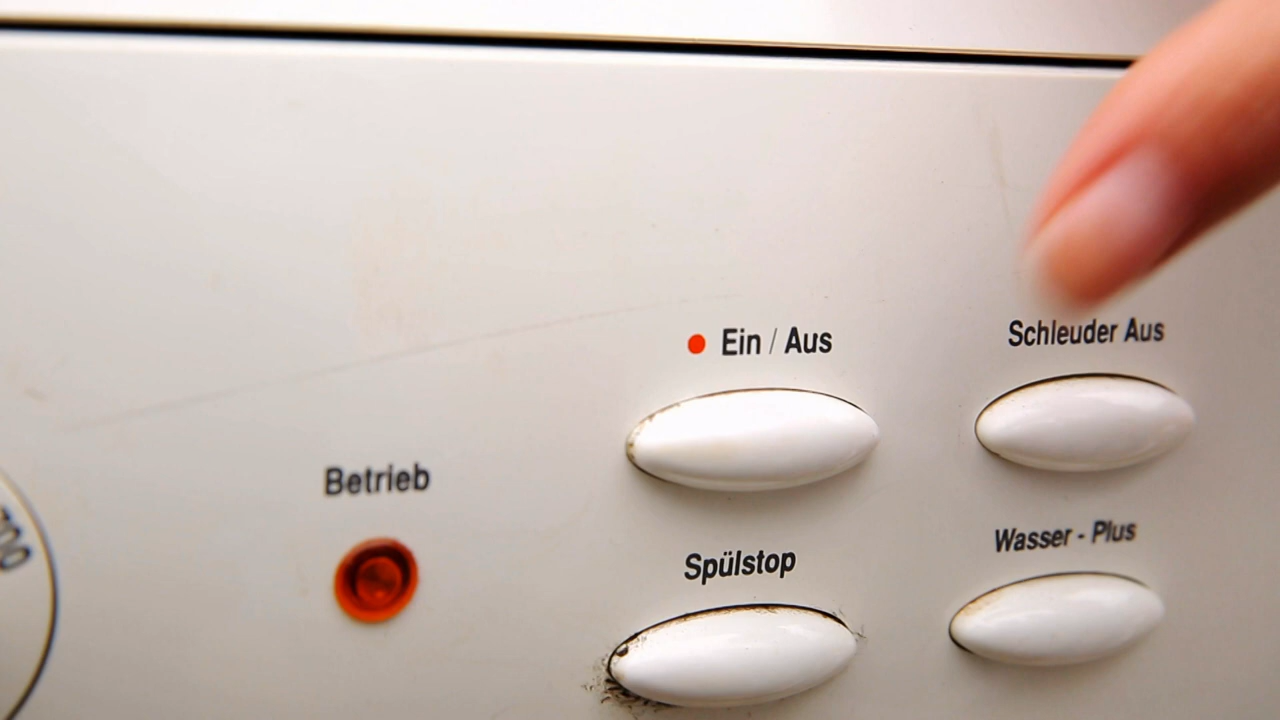 Ein / Aus
Schleuder Aus
Betrieb
Wasser - Plus
Spülstop